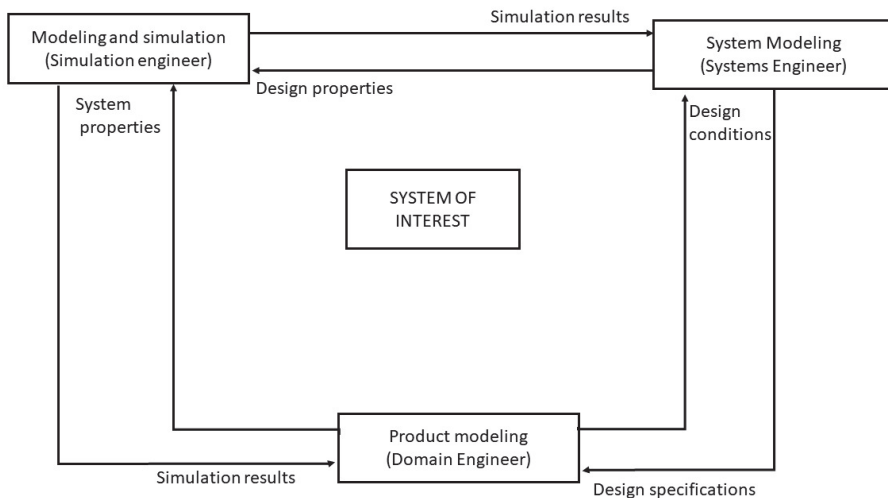 Simulation results
Modeling and simulation
(Simulation engineer)
System Modeling
(Systems Engineer)
Design properties
System
properties
Design
conditions
SYSTEM OF
INTEREST
Product modeling
(Domain Engineer)
Simulation results
Design specifications